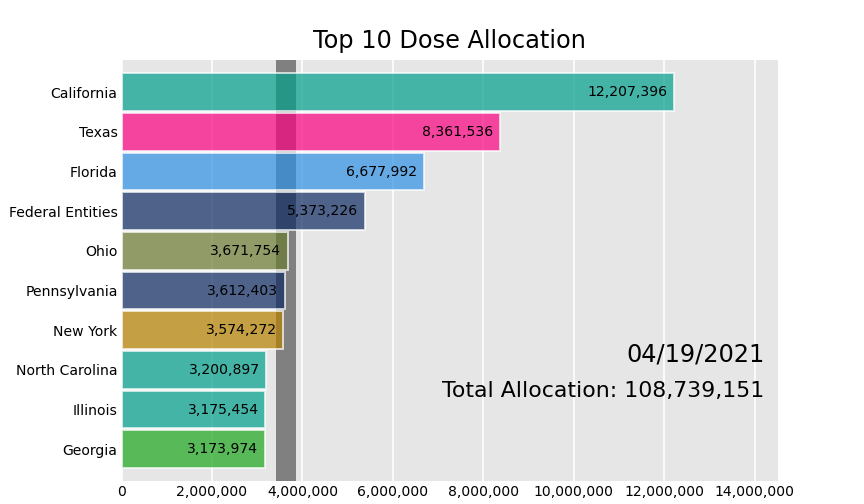 Top 10 Dose Allocation
California 12,207,396
Texas 8,361,536
Florida 6,677,992
Federal Entities 5,373,226
Ohio 3,671,754
Pennsylvania 3,612,403
New York 3,574,272
04/19/2021
North Carolina 3,200,897
Total Allocation: 108,739,151
Illinois 3,175,454
Georgia 3,173,974
0 2,000,000 4,000,000 6,000,000 8,000,000 10,000,000 12,000,000 14,000,000